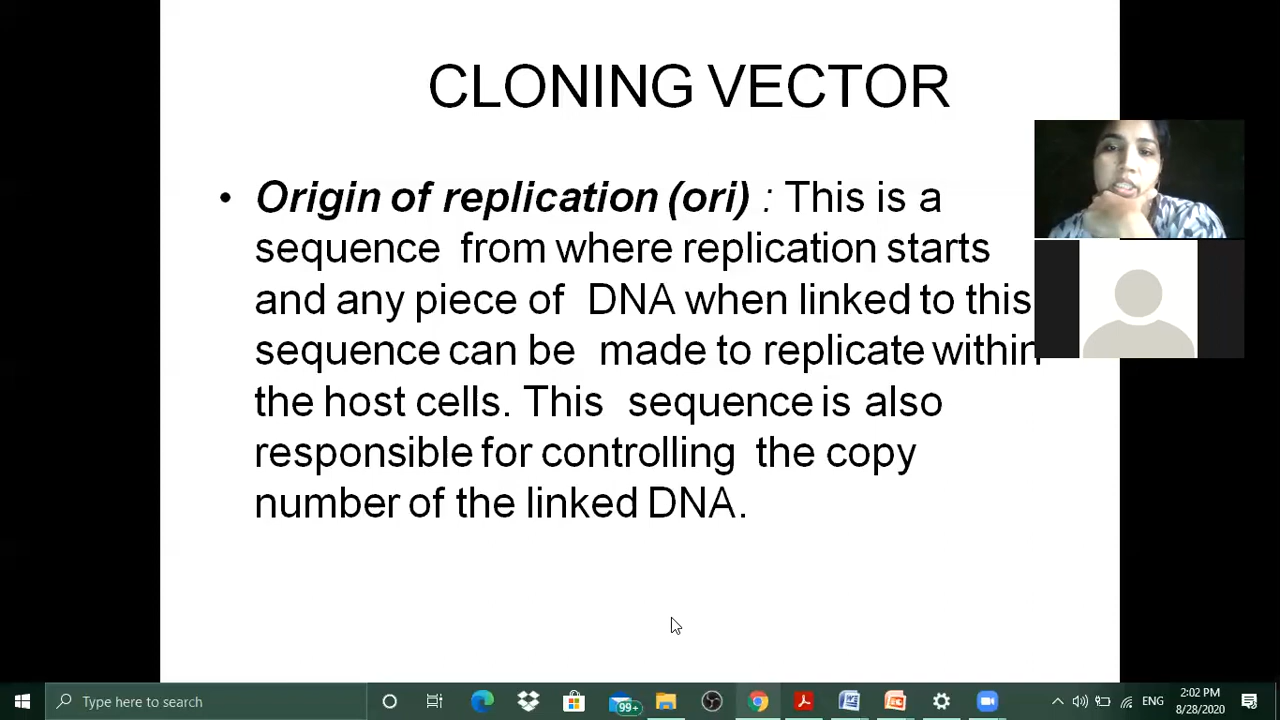 CLONING VECTOR
• Origin of replication (ori) : This is a
sequence from where replication starts
and any piece of DNA when linked to this
sequence can be made to replicate within
the host cells. This sequence is also
responsible for controlling the copy
number of the linked DNA.
Type here to search
99+
ENG
2:02 PM
8/28/2020